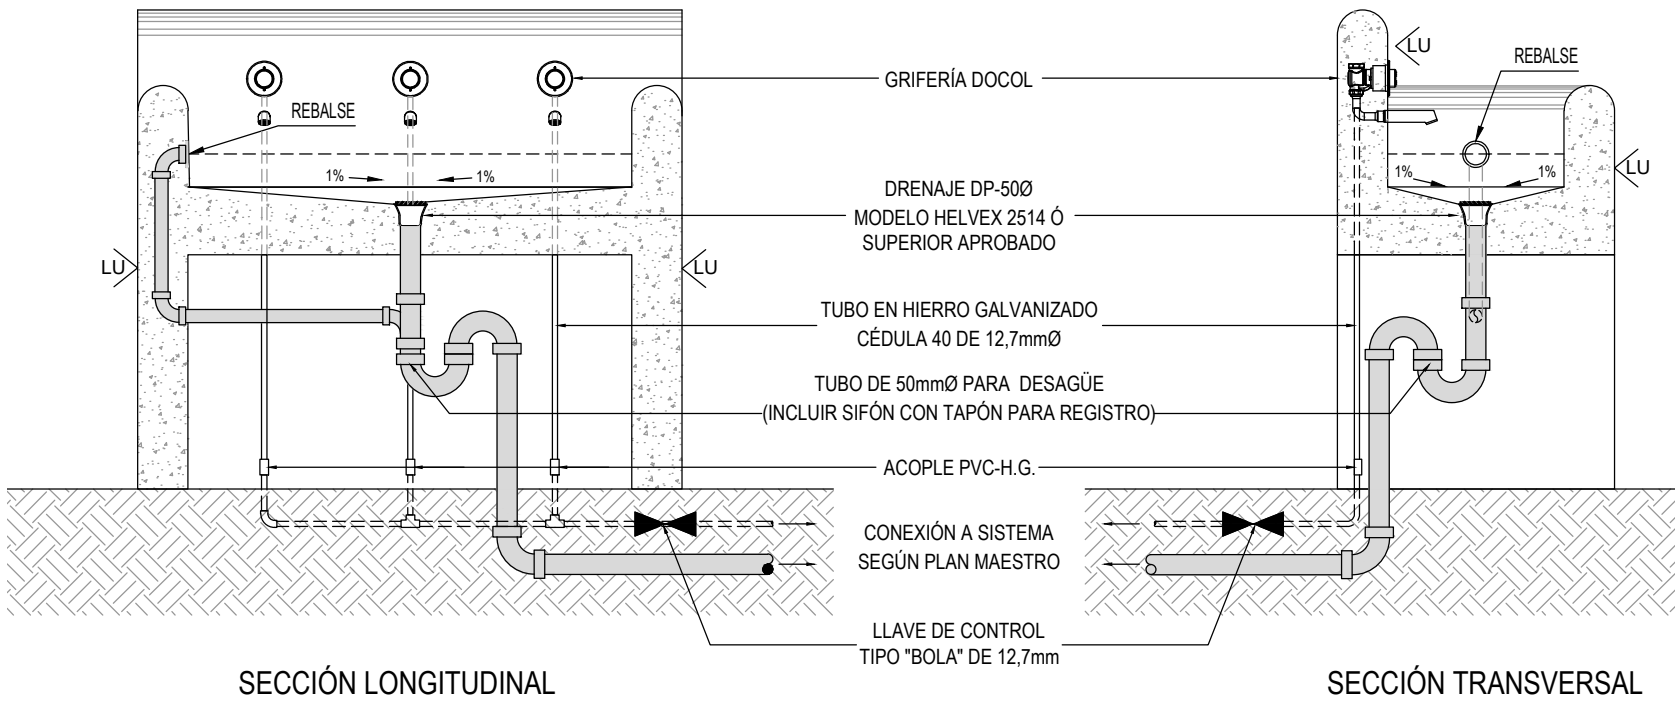 LU
GRIFERÍA DOCOL
REBALSE
REBALSE
LU
1%
1%
1%
1%
DRENAJE DP-50Ø
MODELO HELVEX 2514 Ó
SUPERIOR APROBADO
LU
LU
TUBO EN HIERRO GALVANIZADO
CÉDULA 40 DE 12,7mmØ
TUBO DE 50mmØ PARA DESAGÜE
(INCLUIR SIFÓN CON TAPÓN PARA REGISTRO)
ACOPLE PVC-H.G.
CONEXIÓN A SISTEMA
SEGÚN PLAN MAESTRO
LLAVE DE CONTROL
TIPO "BOLA" DE 12,7mm
SECCIÓN LONGITUDINAL
SECCIÓN TRANSVERSAL